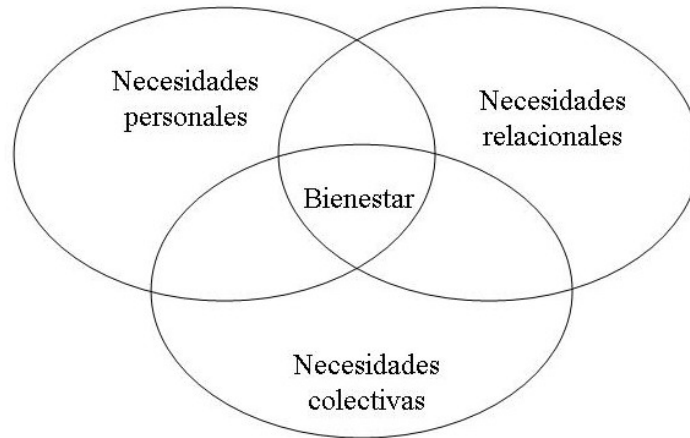 Necesidades
personales
Necesidades
relacionales
Bienestar
Necesidades
colectivas